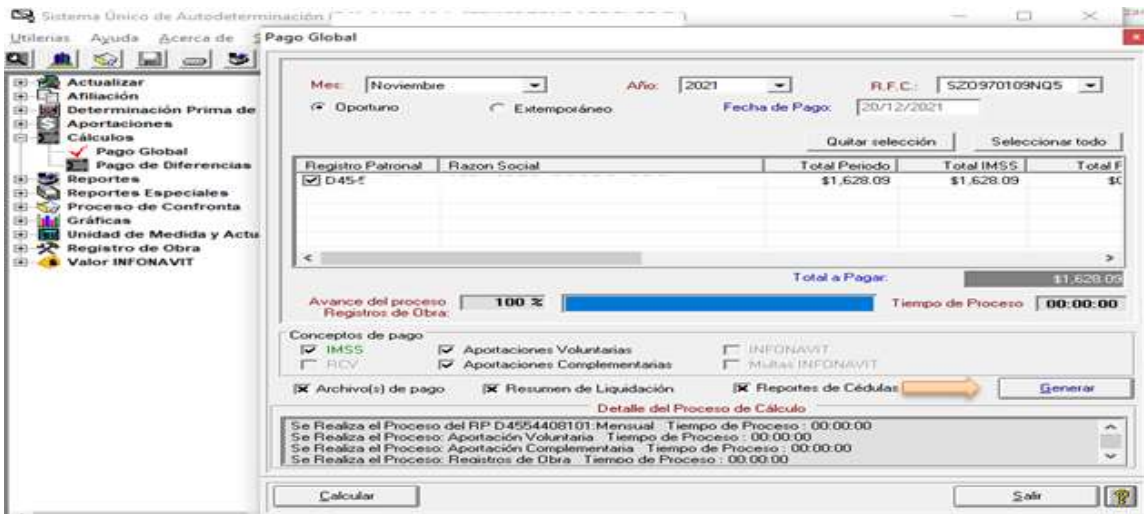 Sistema Único de Autodeterminación
Utilerias Ayuda Acerca de S
Pago Global
Actualizar
Afiliación
Determinación Prima de
Aportaciones
Cálculos
Pago Global
Pago de Diferencias
Reportes
Reportes Especiales
Proceso de Confronta
Gráficas
Unidad de Medida y Actu
Registro de Obra
Valor INFONAVIT
Mes: Noviembre Año: 2021 R.F.C.: SZO970109NQ5
Oportuno Extemporáneo Fecha de Pago: 20/12/2021
Quitar selección Seleccionar todo
Registro Patronal Razon Social Total Periodo Total IMSS Total F
D45-5 $1,628.09 $1,628.09 $0
Total a Pagar: $1,628.09
Avance del proceso 100 % Tiempo de Proceso 00:00:00
Registros de Obra:
Conceptos de pago
IMSS Aportaciones Voluntarias INFONAVIT
RCV Aportaciones Complementarias Multas INFONAVIT
Archivo(s) de pago Resumen de Liquidación Reportes de Cédulas Generar
Detalle del Proceso de Cálculo
Se Realiza el Proceso del RP D4554408101:Mensual Tiempo de Proceso : 00:00:00
Se Realiza el Proceso: Aportación Voluntaria Tiempo de Proceso : 00:00:00
Se Realiza el Proceso: Aportación Complementaria Tiempo de Proceso : 00:00:00
Se Realiza el Proceso: Registros de Obra Tiempo de Proceso : 00:00:00
Calcular Salir